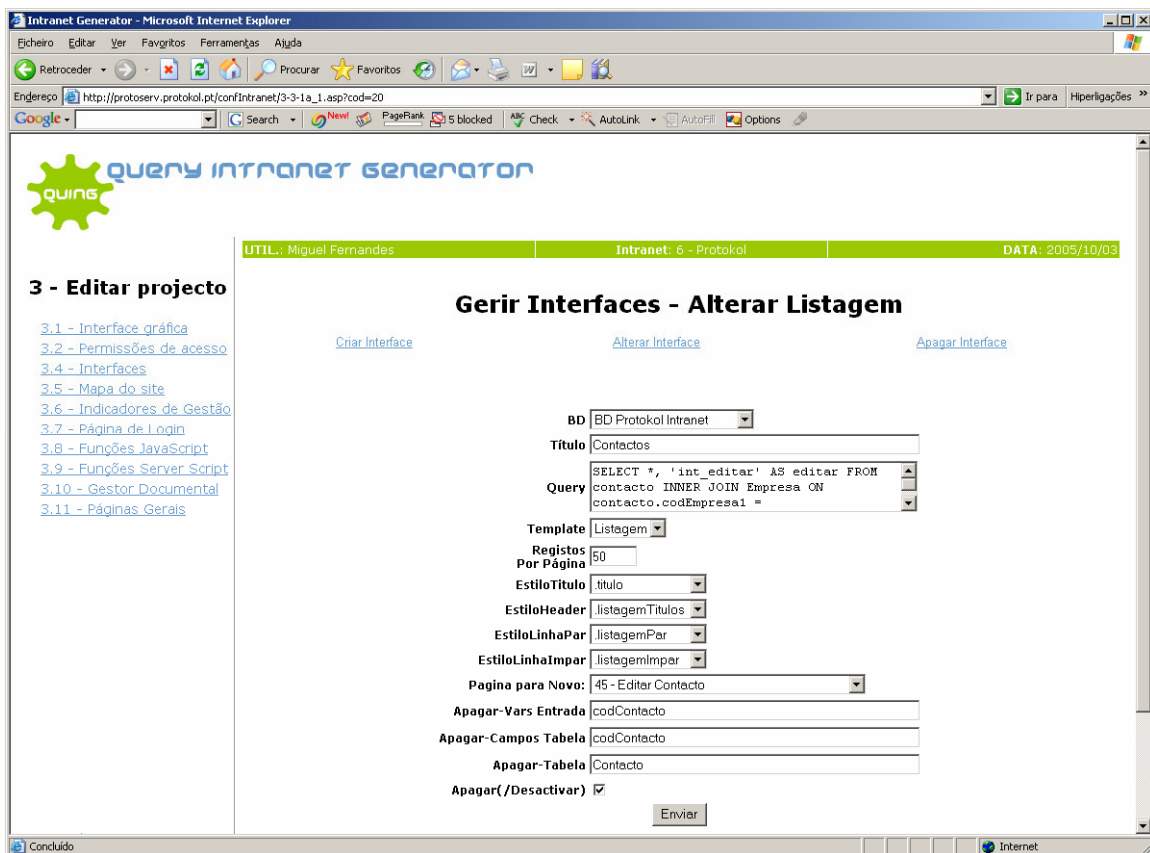 Intranet Generator - Microsoft Internet Explorer
Ficheiro Editar Ver Favoritos Ferramentas Ajuda
Retroceder Procurar Favoritos
Endereço http://protoserv.protokol.pt/confIntranet/3-3-1a_1.asp?cod=20 Ir para Hiperligações »
Google Search New! PageRank 5 blocked ABC Check AutoLink AutoFill Options
QUING QUERY INTRANET GENERATOR
UTIL.: Miguel Fernandes Intranet: 6 - Protokol DATA: 2005/10/03
3 - Editar projecto
3.1 - Interface gráfica
3.2 - Permissões de acesso
3.4 - Interfaces
3.5 - Mapa do site
3.6 - Indicadores de Gestão
3.7 - Página de Login
3.8 - Funções JavaScript
3.9 - Funções Server Script
3.10 - Gestor Documental
3.11 - Páginas Gerais
Gerir Interfaces - Alterar Listagem
Criar Interface Alterar Interface Apagar Interface
BD BD Protokol Intranet
Título Contactos
Query SELECT *, 'int_editar' AS editar FROM
contacto INNER JOIN Empresa ON
contacto.codEmpresa1 =
Template Listagem
Registos
Por Página 50
EstiloTitulo .titulo
EstiloHeader .listagemTitulos
EstiloLinhaPar .listagemPar
EstiloLinhaImpar .listagemImpar
Pagina para Novo: 45 - Editar Contacto
Apagar-Vars Entrada codContacto
Apagar-Campos Tabela codContacto
Apagar-Tabela Contacto
Apagar(/Desactivar)
Enviar
Concluído Internet